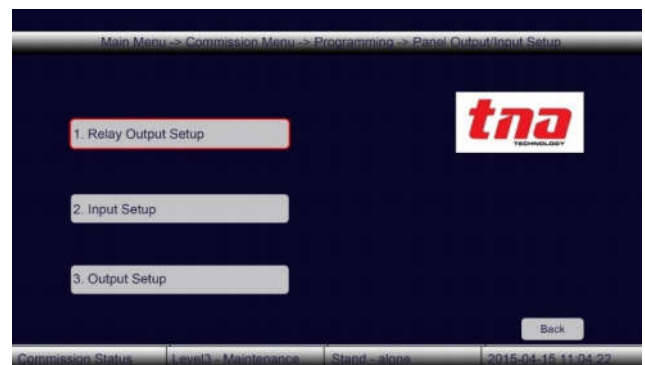 Main Menu -> Commission Menu -> Programming -> Panel Output/Input Setup
tna
TECHNOLOGY
1. Relay Output Setup
2. Input Setup
3. Output Setup
Back
Commission Status Level3 - Maintenance Stand - alone 2015-04-15 11:04:22